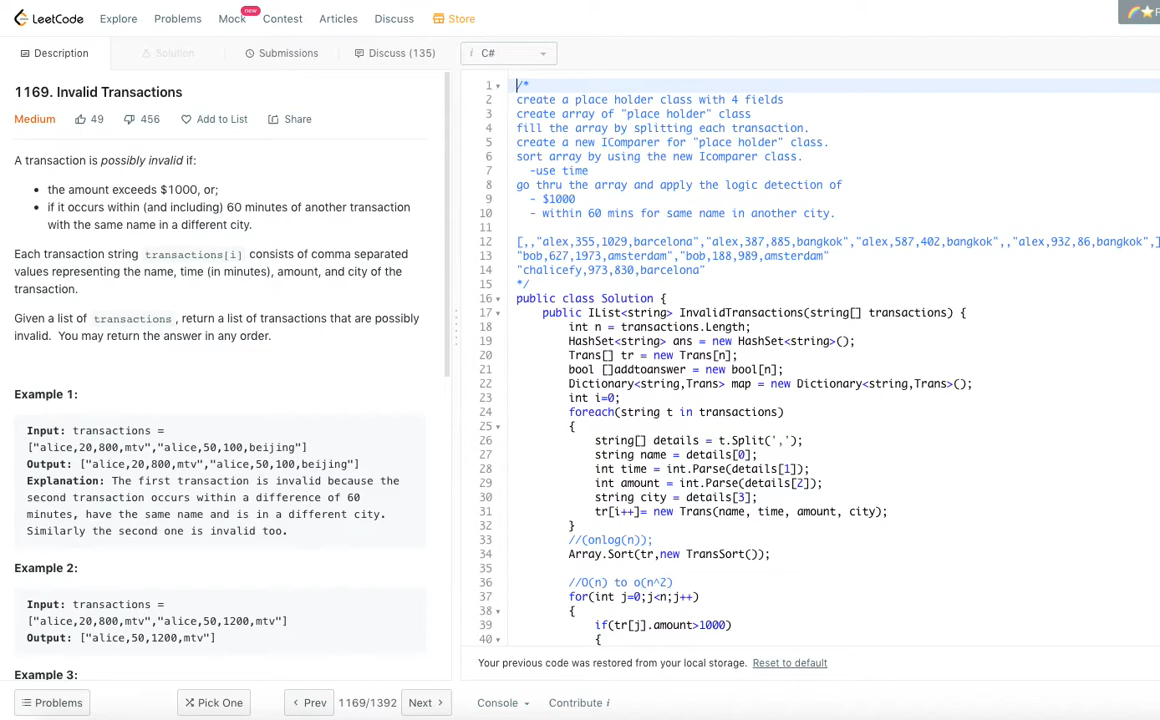 LeetCode
Explore
Problems
Mock
new
Contest
Articles
Discuss
Store
Description
Solution
Submissions
Discuss (135)
i C#
1169. Invalid Transactions
Medium
49
456
Add to List
Share
A transaction is possibly invalid if:
• the amount exceeds $1000, or;
• if it occurs within (and including) 60 minutes of another transaction
with the same name in a different city.
Each transaction string transactions[i] consists of comma separated
values representing the name, time (in minutes), amount, and city of the
transaction.
Given a list of transactions, return a list of transactions that are possibly
invalid. You may return the answer in any order.
Example 1:
Input: transactions =
["alice,20,800,mtv","alice,50,100,beijing"]
Output: ["alice,20,800,mtv","alice,50,100,beijing"]
Explanation: The first transaction is invalid because the
second transaction occurs within a difference of 60
minutes, have the same name and is in a different city.
Similarly the second one is invalid too.
Example 2:
Input: transactions =
["alice,20,800,mtv","alice,50,1200,mtv"]
Output: ["alice,50,1200,mtv"]
Example 3:
1 /*
2 create a place holder class with 4 fields
3 create array of "place holder" class
4 fill the array by splitting each transaction.
5 create a new IComparer for "place holder" class.
6 sort array by using the new Icomparer class.
7 -use time
8 go thru the array and apply the logic detection of
9 - $1000
10 - within 60 mins for same name in another city.
11
12 [,,"alex,355,1029,barcelona","alex,387,885,bangkok","alex,587,402,bangkok",,"alex,932,86,bangkok",]
13 "bob,627,1973,amsterdam","bob,188,989,amsterdam"
14 "chalicefy,973,830,barcelona"
15 */
16 public class Solution {
17 public IList<string> InvalidTransactions(string[] transactions) {
18 int n = transactions.Length;
19 HashSet<string> ans = new HashSet<string>();
20 Trans[] tr = new Trans[n];
21 bool []addtoanswer = new bool[n];
22 Dictionary<string,Trans> map = new Dictionary<string,Trans>();
23 int i=0;
24 foreach(string t in transactions)
25 {
26 string[] details = t.Split(',');
27 string name = details[0];
28 int time = int.Parse(details[1]);
29 int amount = int.Parse(details[2]);
30 string city = details[3];
31 tr[i++]= new Trans(name, time, amount, city);
32 }
33 //(onlog(n));
34 Array.Sort(tr,new TransSort());
35
36 //O(n) to o(n^2)
37 for(int j=0;j<n;j++)
38 {
39 if(tr[j].amount>1000)
40 {
Your previous code was restored from your local storage. Reset to default
Problems
Pick One
Prev
1169/1392
Next
Console
Contribute i